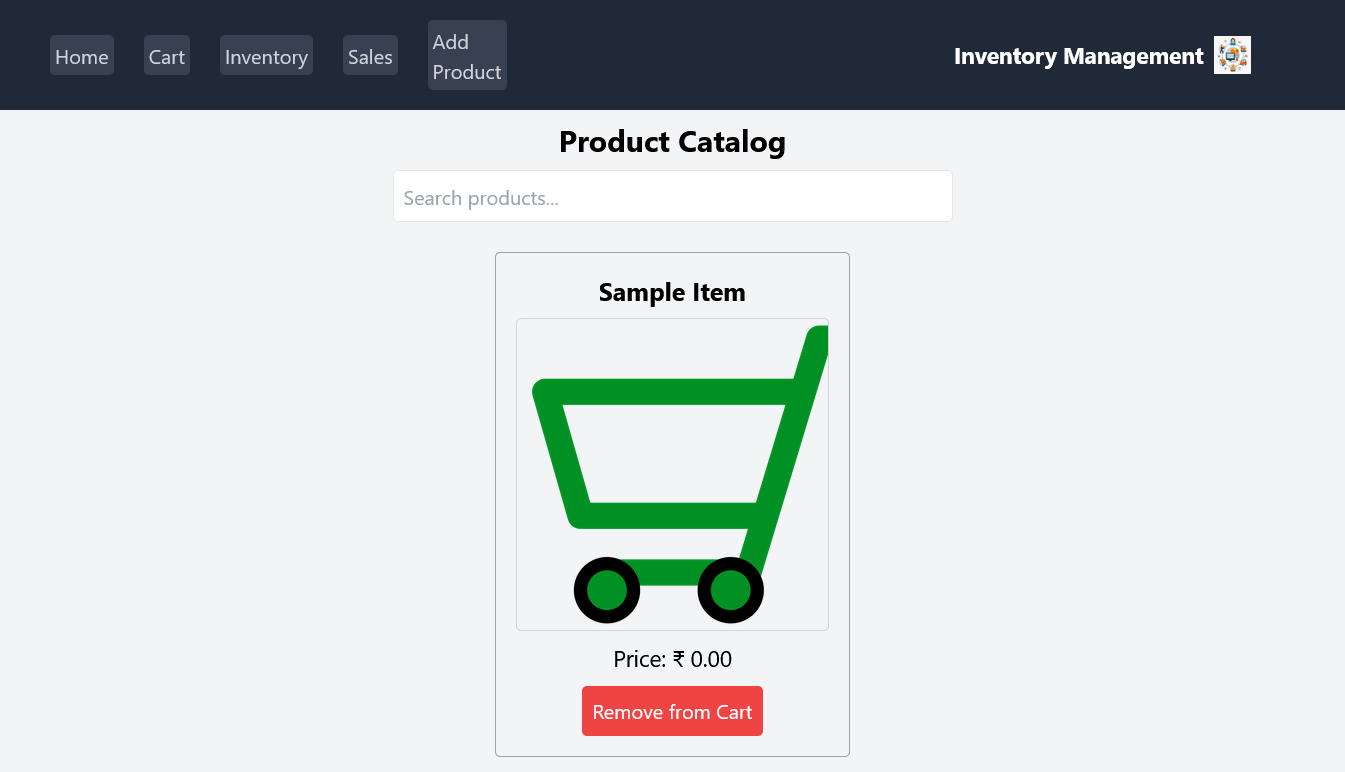 Home
Cart
Inventory
Sales
Add
Product
Inventory Management
Product Catalog
Search products...
Sample Item
Price: ₹ 0.00
Remove from Cart